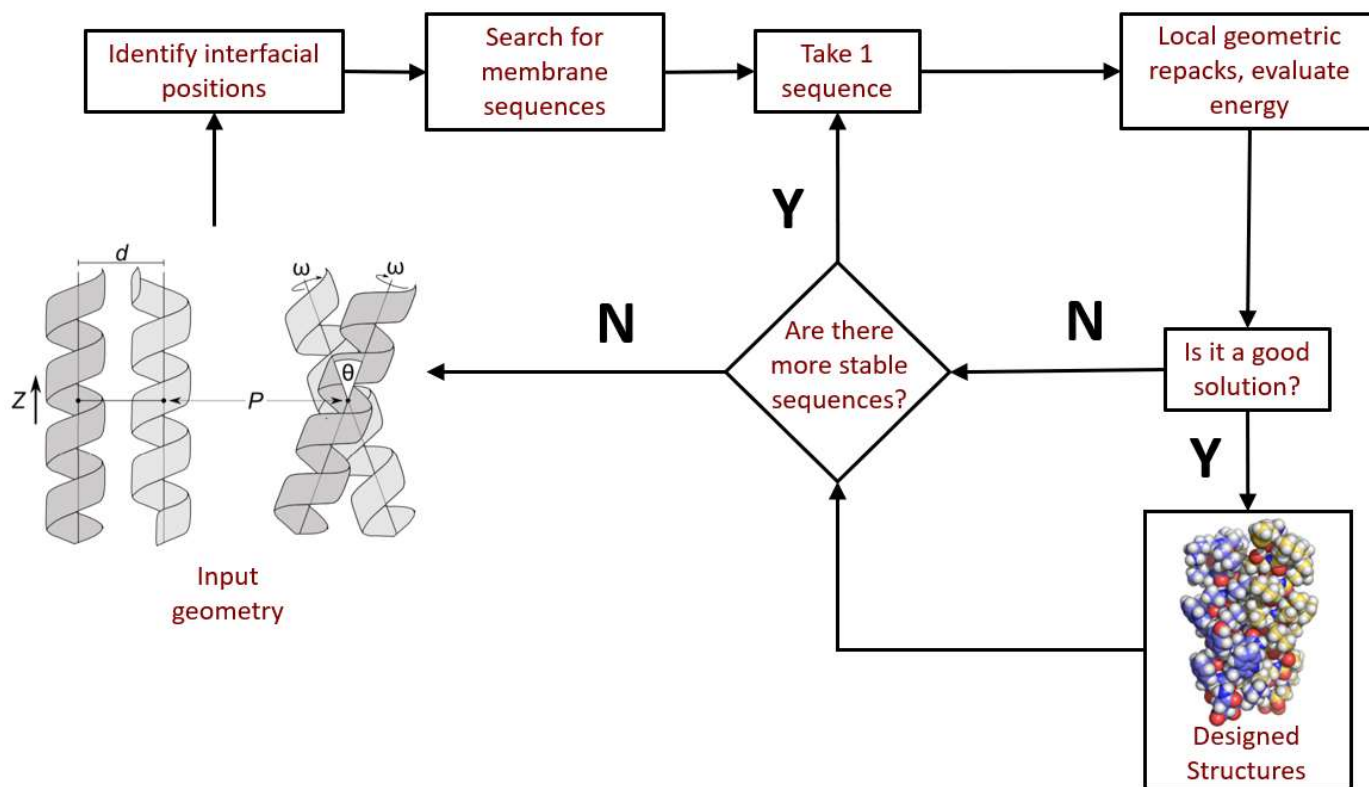 Identify interfacial
positions
Search for
membrane
sequences
Take 1
sequence
Local geometric
repacks, evaluate
energy
Y
d
ω
ω
θ
Z
P
N
Are there
more stable
sequences?
N
Is it a good
solution?
Y
Input
geometry
Designed
Structures